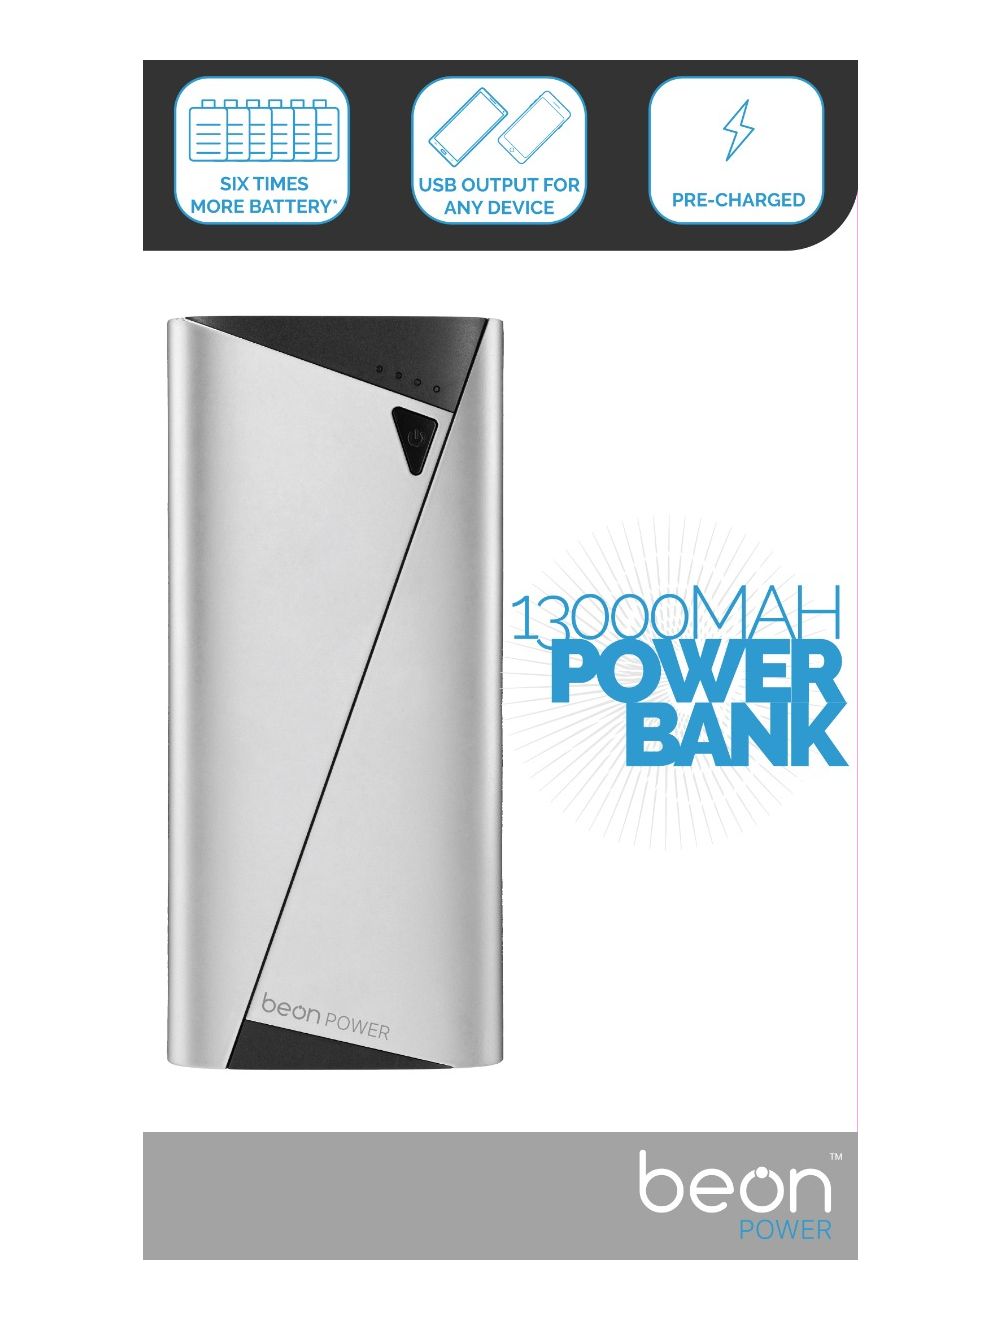 SIX TIMES
MORE BATTERY*
USB OUTPUT FOR
ANY DEVICE
PRE-CHARGED
13000MAH
POWER
BANK
beon POWER
beon™
POWER